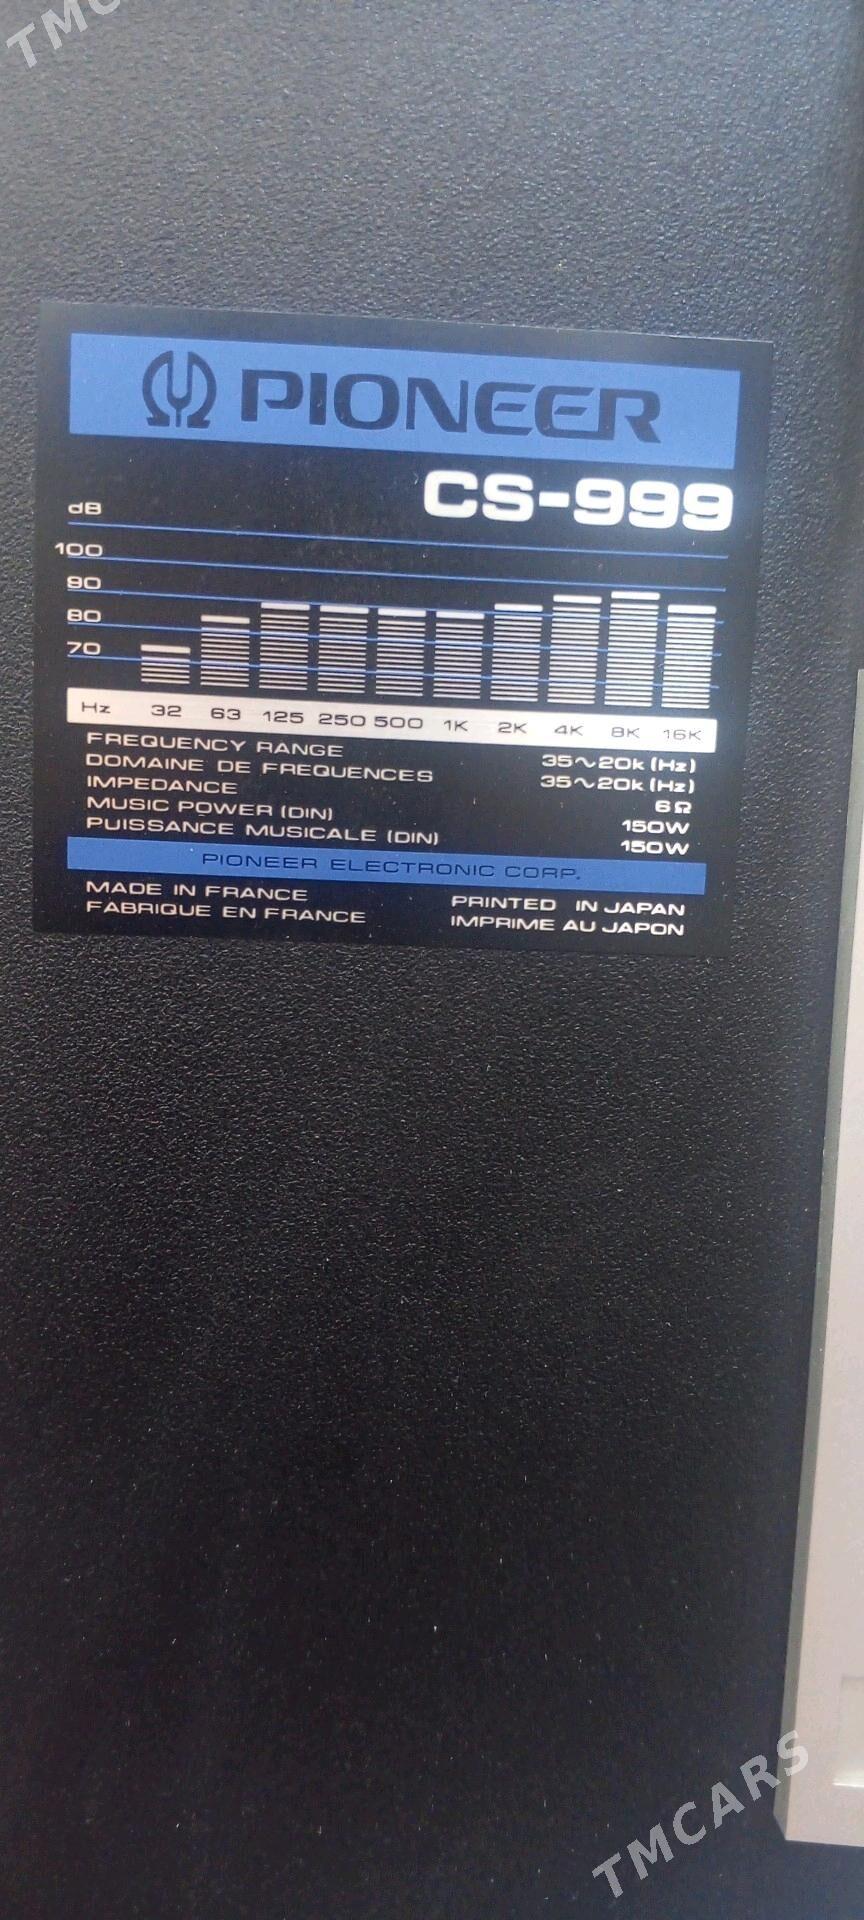 TMC
PIONEER
CS-999
dB
100
90
80
70
Hz 32 63 125 250 500 1K 2K 4K 8K 16K
FREQUENCY RANGE 35~20k (Hz)
DOMAINE DE FREQUENCES 35~20k (Hz)
IMPEDANCE 6Ω
MUSIC POWER (DIN) 150W
PUISSANCE MUSICALE (DIN) 150W
PIONEER ELECTRONIC CORP.
MADE IN FRANCE PRINTED IN JAPAN
FABRIQUE EN FRANCE IMPRIME AU JAPON
TMCARS